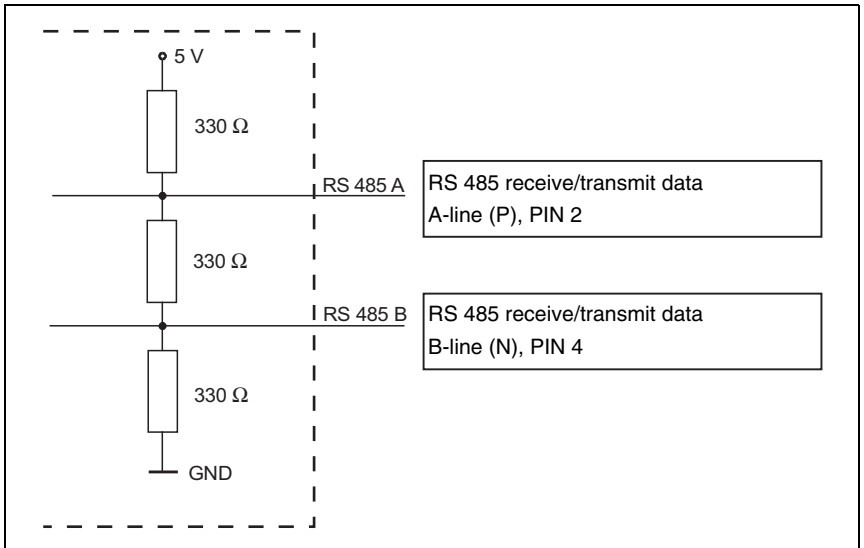 5 V
330 Ω
RS 485 A
RS 485 receive/transmit data
A-line (P), PIN 2
330 Ω
RS 485 B
RS 485 receive/transmit data
B-line (N), PIN 4
330 Ω
GND